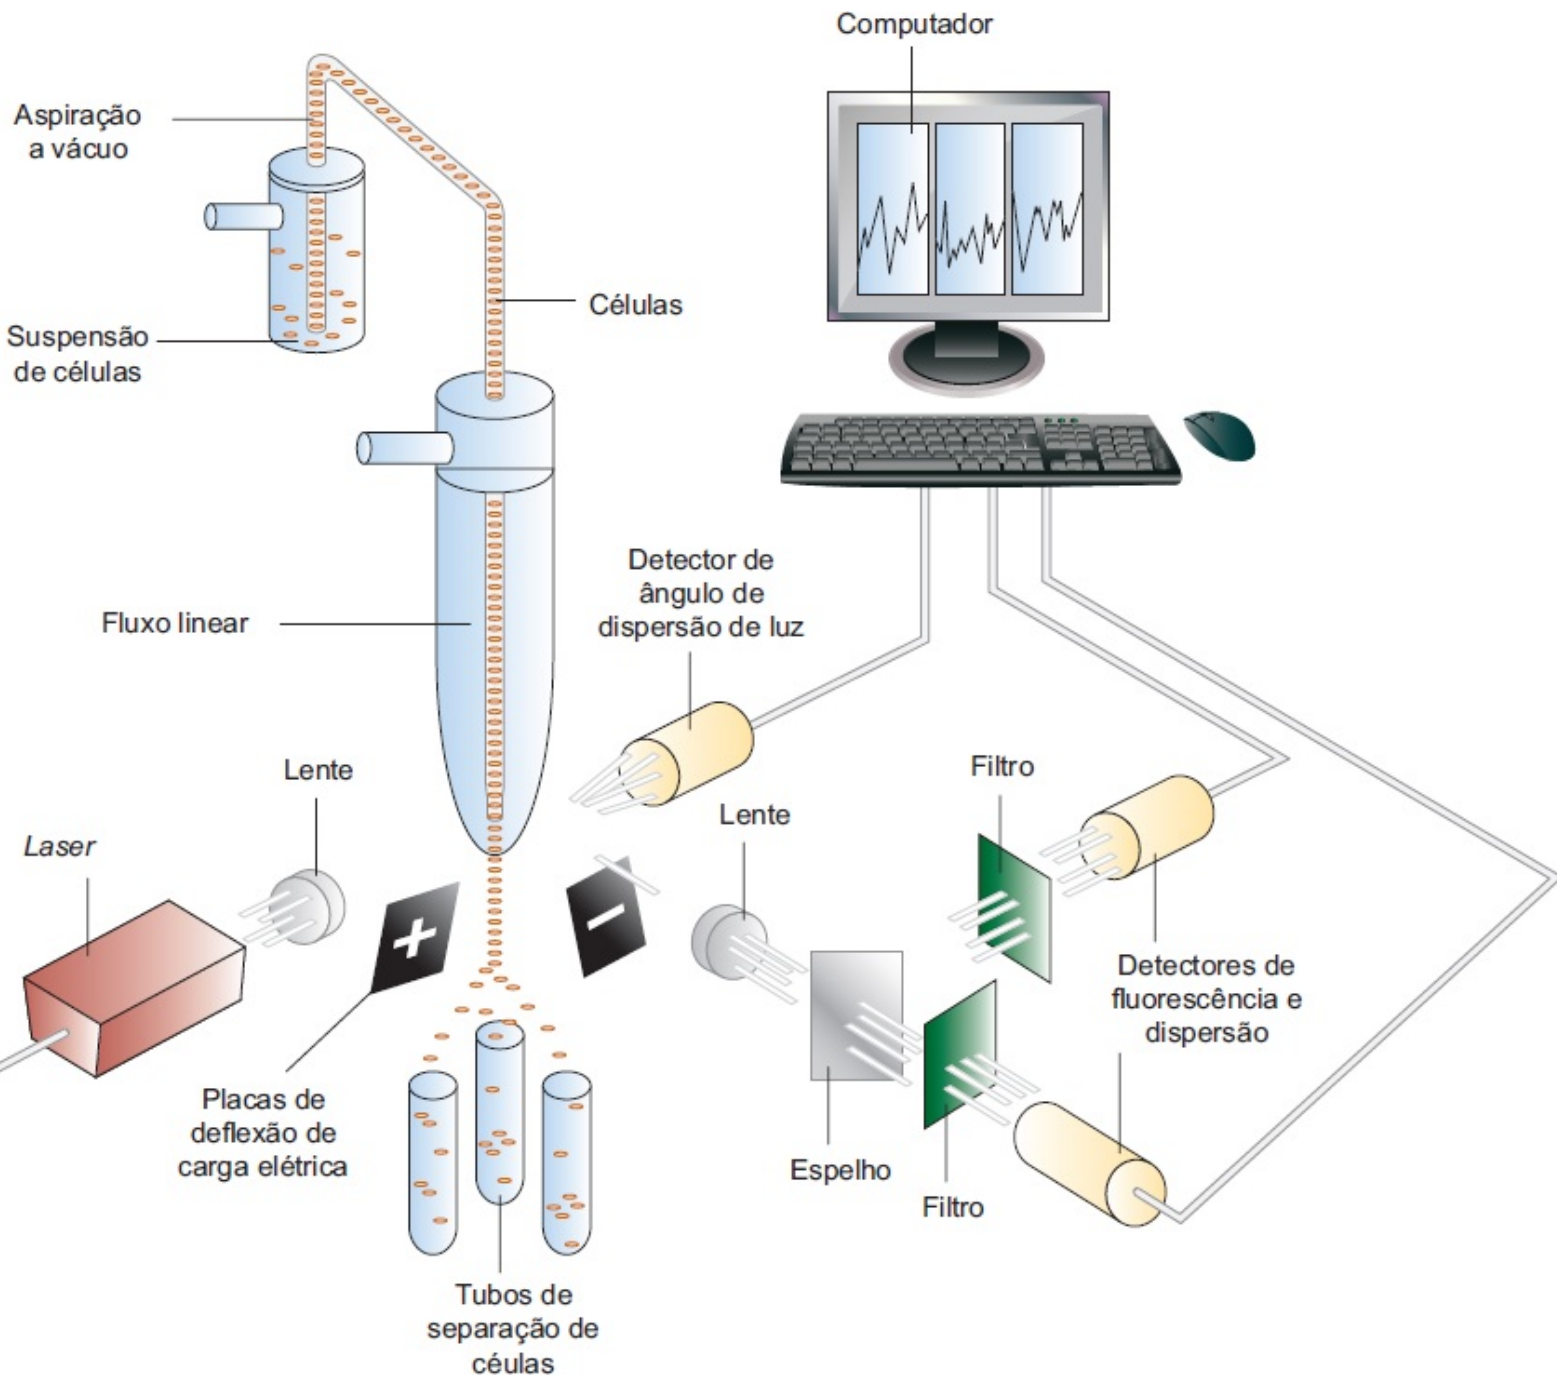 Computador
Aspiração
a vácuo
Células
Suspensão
de células
Detector de
ângulo de
dispersão de luz
Fluxo linear
Lente
Filtro
Lente
Laser
Detectores de
fluorescência e
dispersão
Placas de
deflexão de
carga elétrica
Espelho
Filtro
Tubos de
separação de
céulas